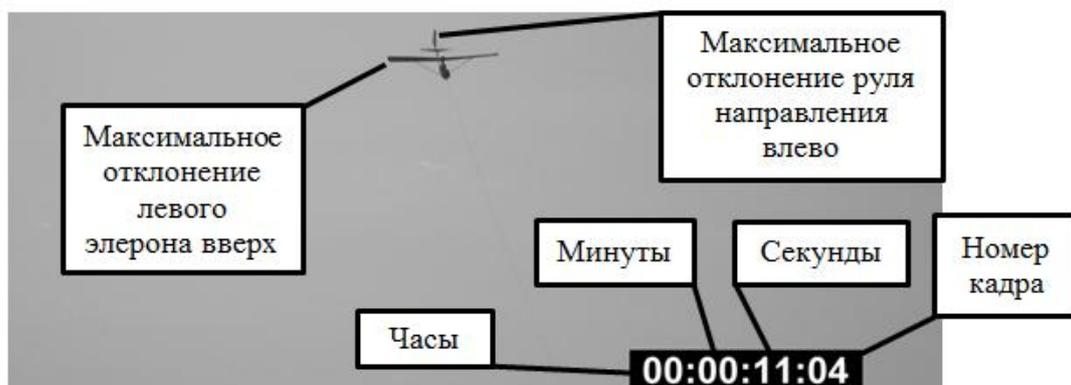 Максимальное
отклонение руля
направления
влево
Максимальное
отклонение
левого
элерона вверх
Минуты
Секунды
Номер
кадра
Часы
00:00:11:04